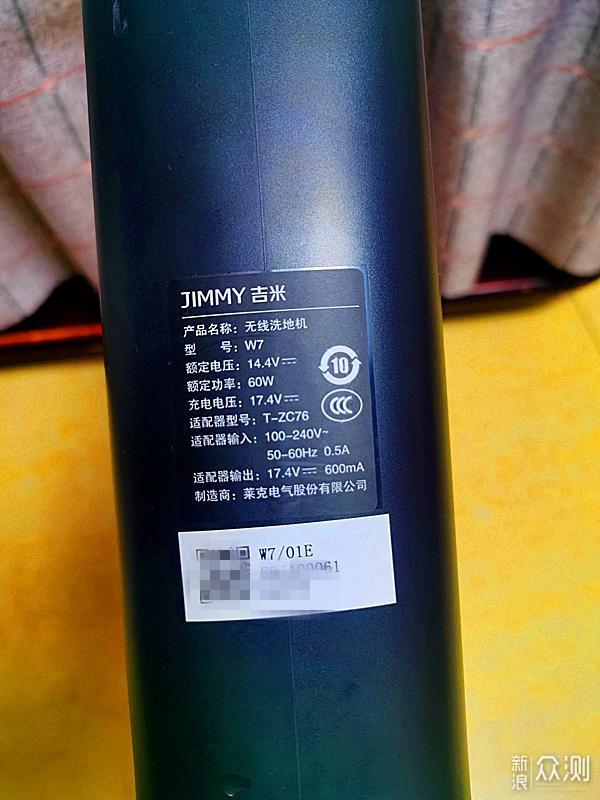 JIMMY 吉米
产品名称：无线洗地机
型 号：W7
额定电压：14.4V⎓
额定功率：60W
充电电压：17.4V⎓
适配器型号：T-ZC76
适配器输入：100-240V~
50-60Hz 0.5A
适配器输出：17.4V⎓ 600mA
制造商：莱克电气股份有限公司
10
CCC
W7/01E
新浪 众测